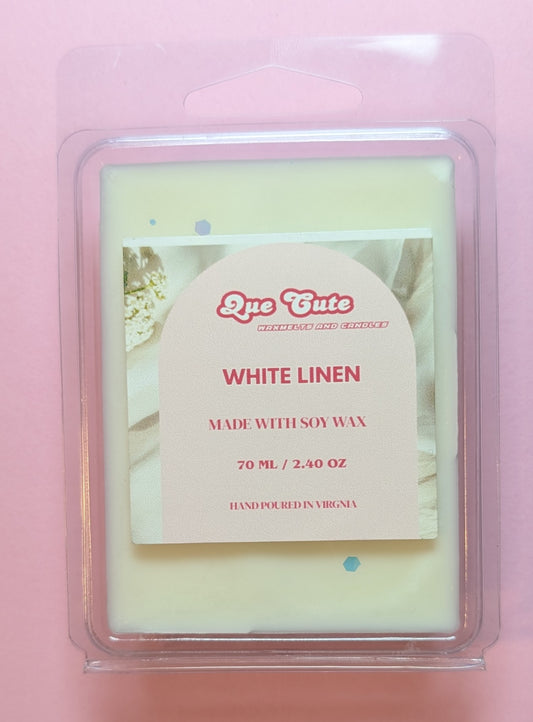 Que Cute
WAXMELTS AND CANDLES
WHITE LINEN
MADE WITH SOY WAX
70 ML / 2.40 OZ
HAND POURED IN VIRGNIA